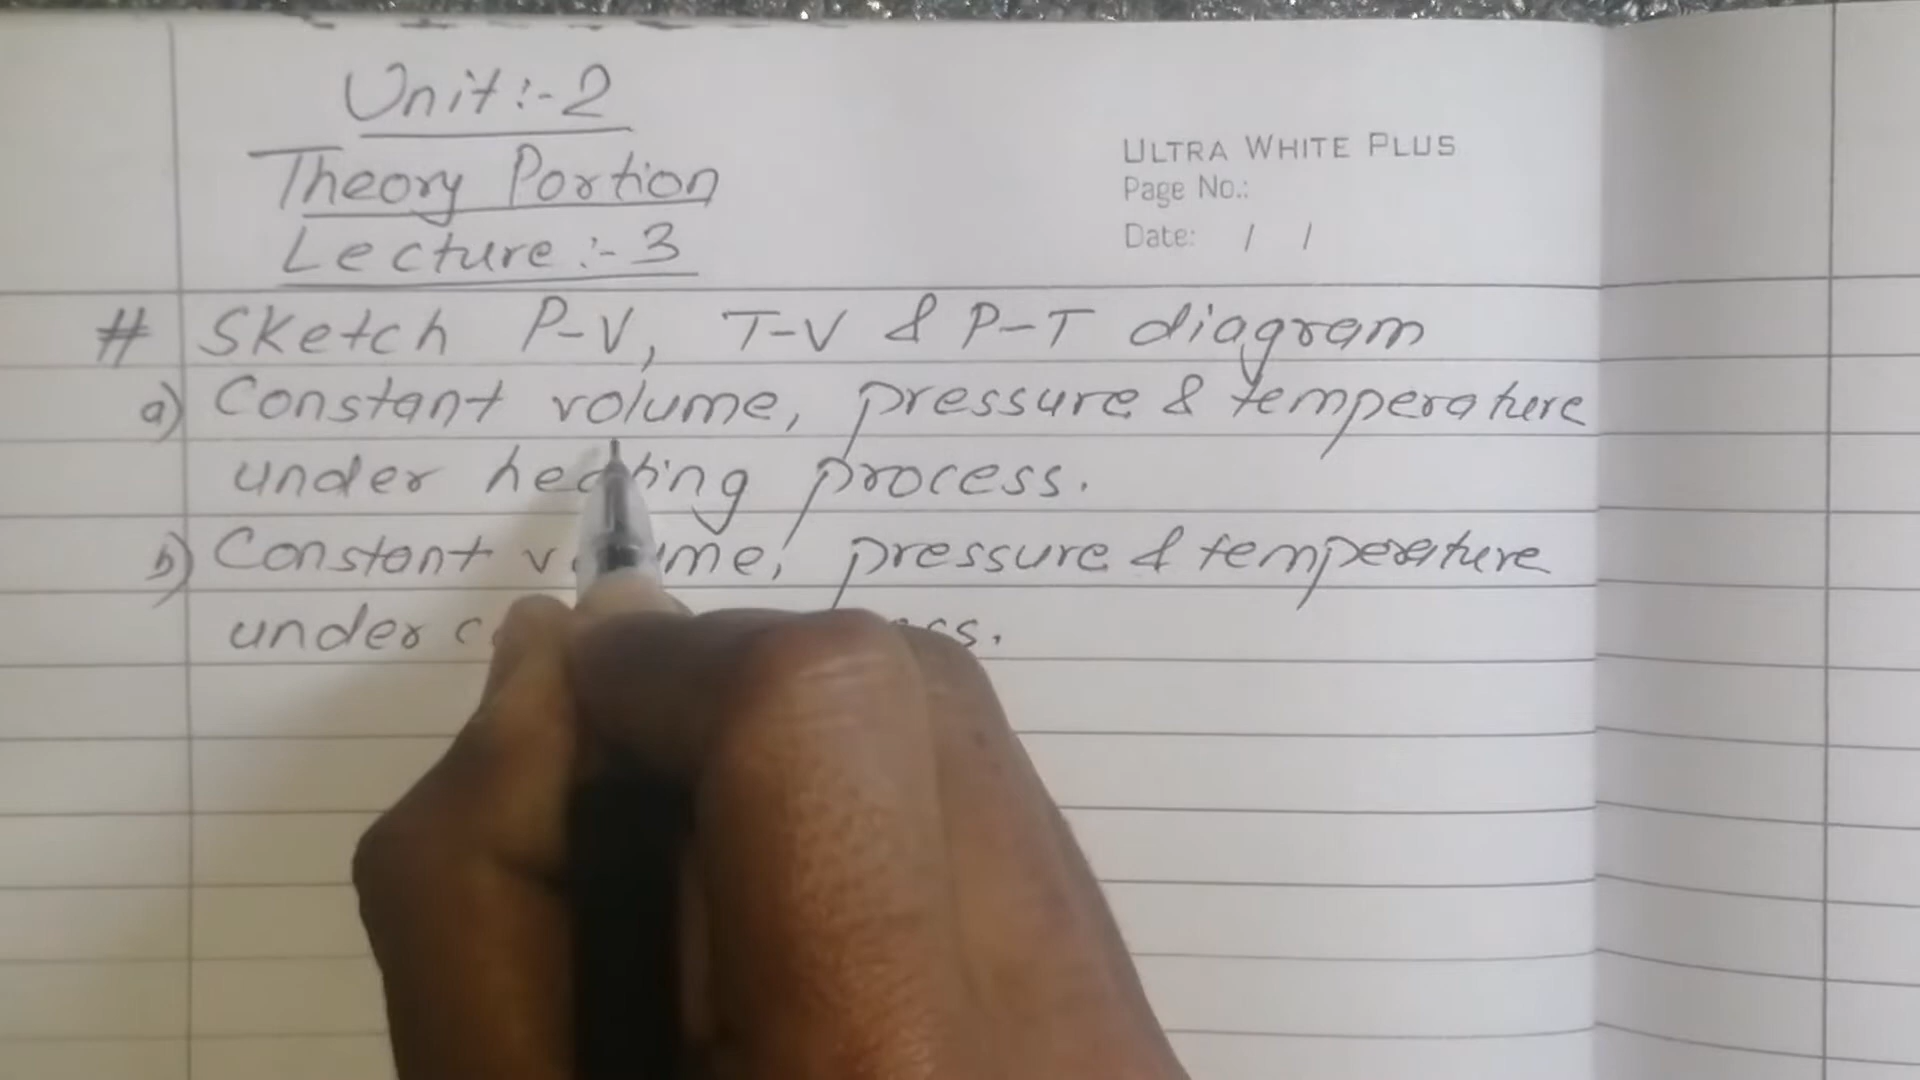 Unit:-2
Theory Portion
Lecture:-3
ULTRA WHITE PLUS
Page No.:
Date: / /
# Sketch P-V, T-V & P-T diagram
a) Constant volume, pressure & temperature
under heating process.
b) Constant volume, pressure & temperature
under